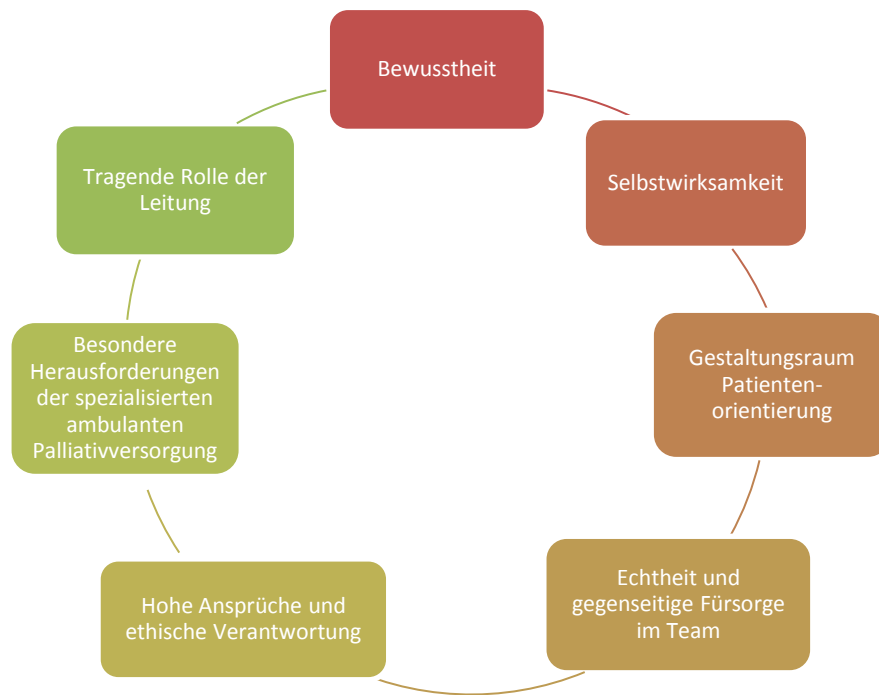 Bewusstheit
Selbstwirksamkeit
Gestaltungsraum
Patienten-
orientierung
Echtheit und
gegenseitige Fürsorge
im Team
Hohe Ansprüche und
ethische Verantwortung
Besondere
Herausforderungen
der spezialisierten
ambulanten
Palliativversorgung
Tragende Rolle der
Leitung